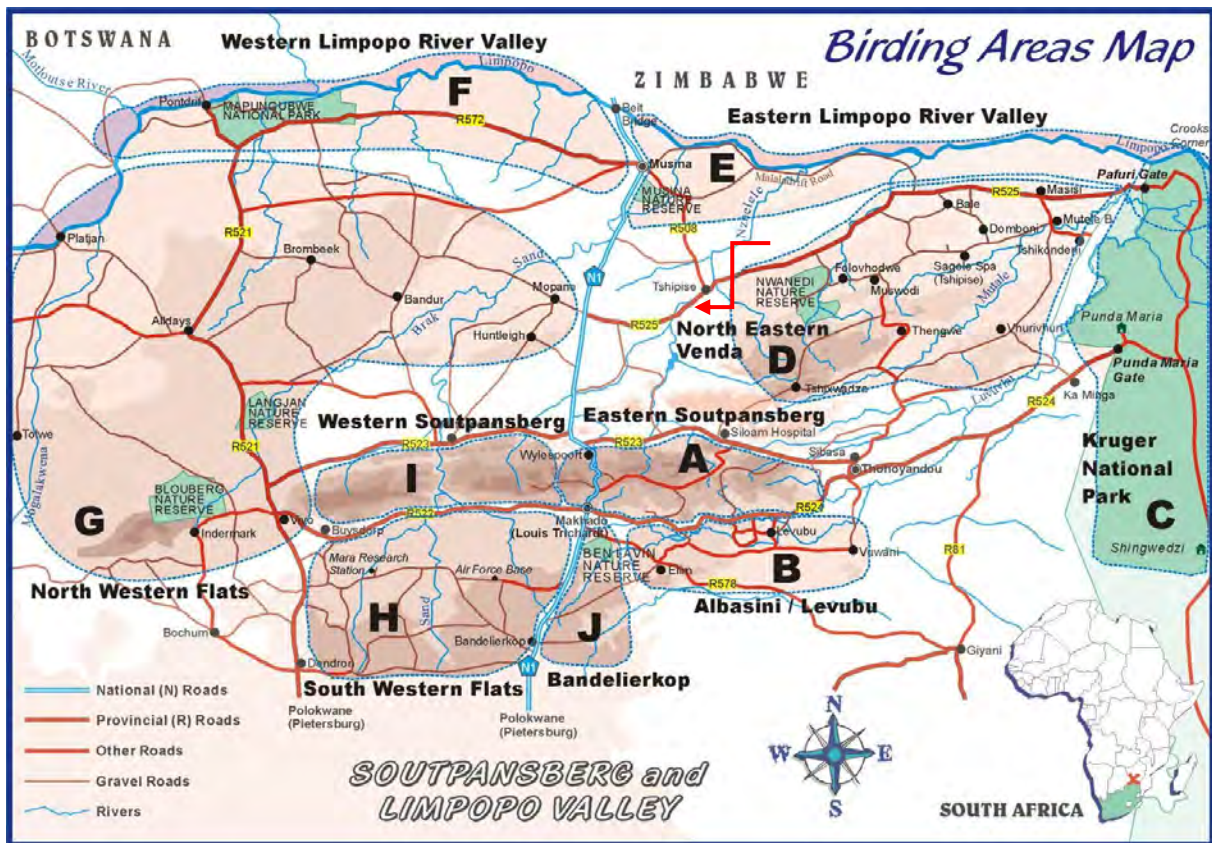 Birding Areas Map
BOTSWANA
Western Limpopo River Valley
ZIMBABWE
Motloutse River
Limpopo
Pontdrif
MAPUNGUBWE
NATIONAL PARK
F
R572
Beit
Bridge
Eastern Limpopo River Valley
Crooks
Corner
Limpopo
Musina
E
Malaladrift Road
Pafuri Gate
MUSINA
NATURE
RESERVE
Nzhelele
R525
Masisi
Bale
Mutele B
R508
Domboni
Tshikondeni
Platjan
R521
Brombeek
Sand
Folovhodwe
Sagole Spa
(Tshipise)
Tshipise
NWANEDI
NATURE
RESERVE
Muswodi
Mutale
Mopane
Bandur
Alldays
Brak
Huntleigh
N1
R525
North Eastern
Venda
D
Thengwe
Vhurivhuri
Punda Maria
Punda Maria
Gate
Tshixwadza
Luvuvhu
Ka Minga
LANGJAN
NATURE
RESERVE
Western Soutpansberg
Eastern Soutpansberg
Siloam Hospital
R524
Totwe
R521
R523
R523
Wyliespoort
A
Sibasa
Thohoyandou
Kruger
National
Park
Mogalakwena
BLOUBERG
NATURE
RESERVE
I
G
R522
R524
C
Indermark
Vivo
Buysdorp
Makhado
(Louis Trichardt)
Levubu
Vuwani
R81
Shingwedzi
Mara Research
Station
Air Force Base
BEN LAVIN
NATURE
RESERVE
Elim
B
R578
North Western Flats
Albasini / Levubu
H
Sand
J
Bochum
Bandelierkop
Giyani
Dendron
N1
South Western Flats
Bandelierkop
Polokwane
(Pietersburg)
Polokwane
(Pietersburg)
National (N) Roads
Provincial (R) Roads
Other Roads
Gravel Roads
Rivers
SOUTPANSBERG and
LIMPOPO VALLEY
N
W
E
S
SOUTH AFRICA